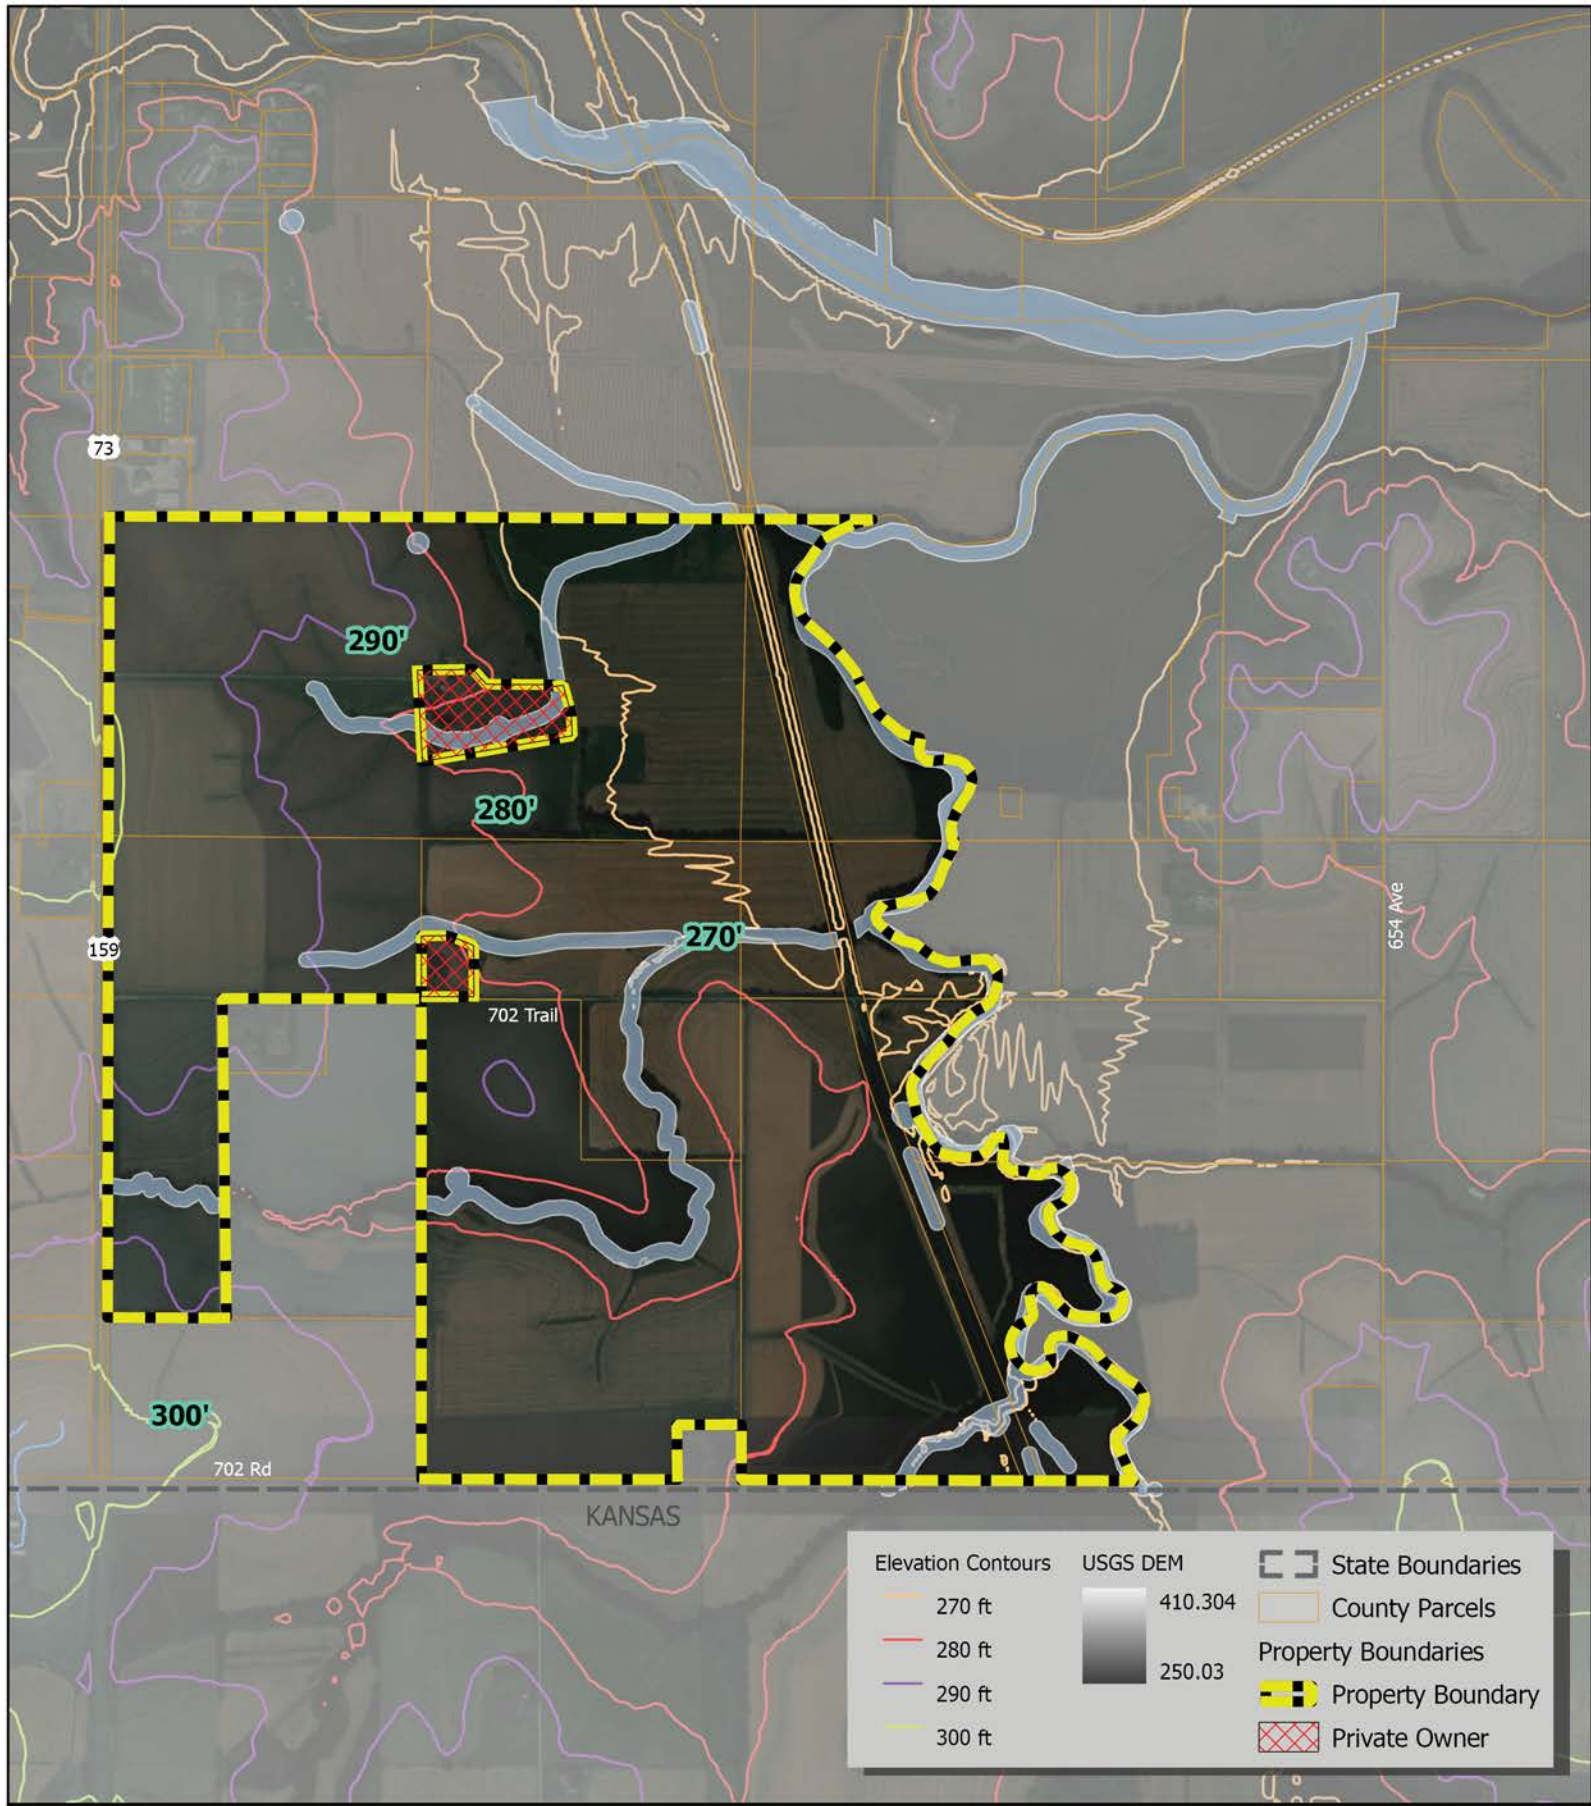 73
290'
280'
654 Ave
270'
159
702 Trail
300'
702 Rd
KANSAS
Elevation Contours
270 ft
280 ft
290 ft
300 ft
USGS DEM
410.304
250.03
State Boundaries
County Parcels
Property Boundaries
Property Boundary
Private Owner